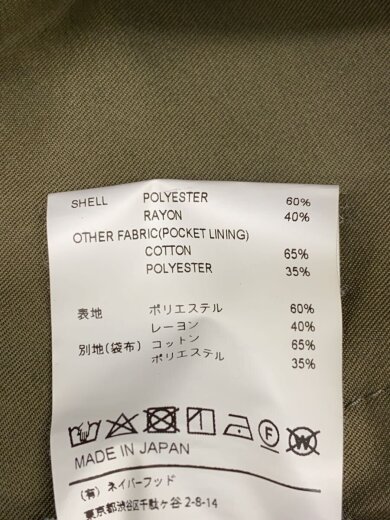 SHELL POLYESTER 60%
RAYON 40%
OTHER FABRIC(POCKET LINING)
COTTON 65%
POLYESTER 35%
表地 ポリエステル 60%
レーヨン 40%
別地(袋布) コットン 65%
ポリエステル 35%
F W
MADE IN JAPAN
(有) ネイバーフッド
東京都渋谷区千駄ヶ谷 2-8-14